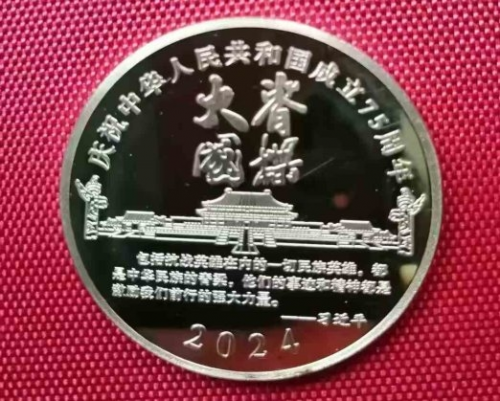 庆祝中华人民共和国成立75周年
大國
脊樑
包括抗战英雄在内的一切民族英雄，都
是中华民族的脊梁，他们的事迹和精神都是
激励我们前行的强大力量。
——习近平
2024